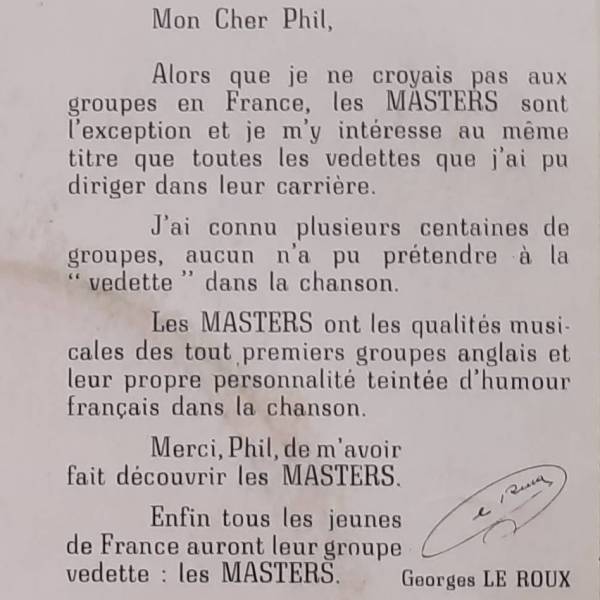 Mon Cher Phil,
Alors que je ne croyais pas aux
groupes en France, les MASTERS sont
l'exception et je m'y intéresse au même
titre que toutes les vedettes que j'ai pu
diriger dans leur carrière.
J'ai connu plusieurs centaines de
groupes, aucun n'a pu prétendre à la
“ vedette ” dans la chanson.
Les MASTERS ont les qualités musi-
cales des tout premiers groupes anglais et
leur propre personnalité teintée d'humour
français dans la chanson.
Merci, Phil, de m'avoir
fait découvrir les MASTERS.
Enfin tous les jeunes
de France auront leur groupe
vedette : les MASTERS.
Georges LE ROUX